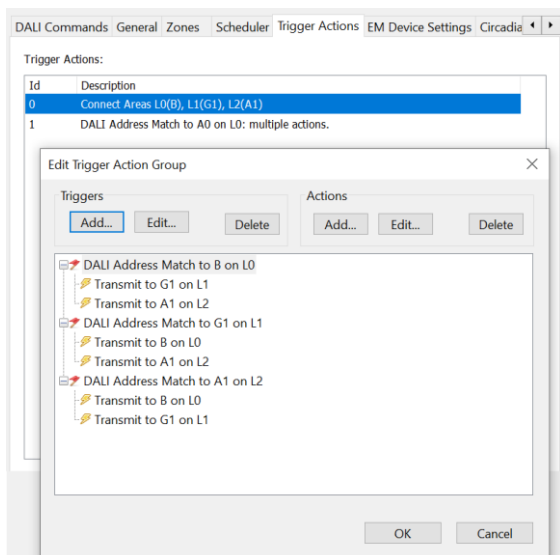 DALI Commands General Zones Scheduler Trigger Actions EM Device Settings Circadia
Trigger Actions:
Id Description
0 Connect Areas L0(B), L1(G1), L2(A1)
1 DALI Address Match to A0 on L0: multiple actions.
Edit Trigger Action Group
Triggers Actions
Add... Edit... Delete Add... Edit... Delete
DALI Address Match to B on L0
Transmit to G1 on L1
Transmit to A1 on L2
DALI Address Match to G1 on L1
Transmit to B on L0
Transmit to A1 on L2
DALI Address Match to A1 on L2
Transmit to B on L0
Transmit to G1 on L1
OK Cancel